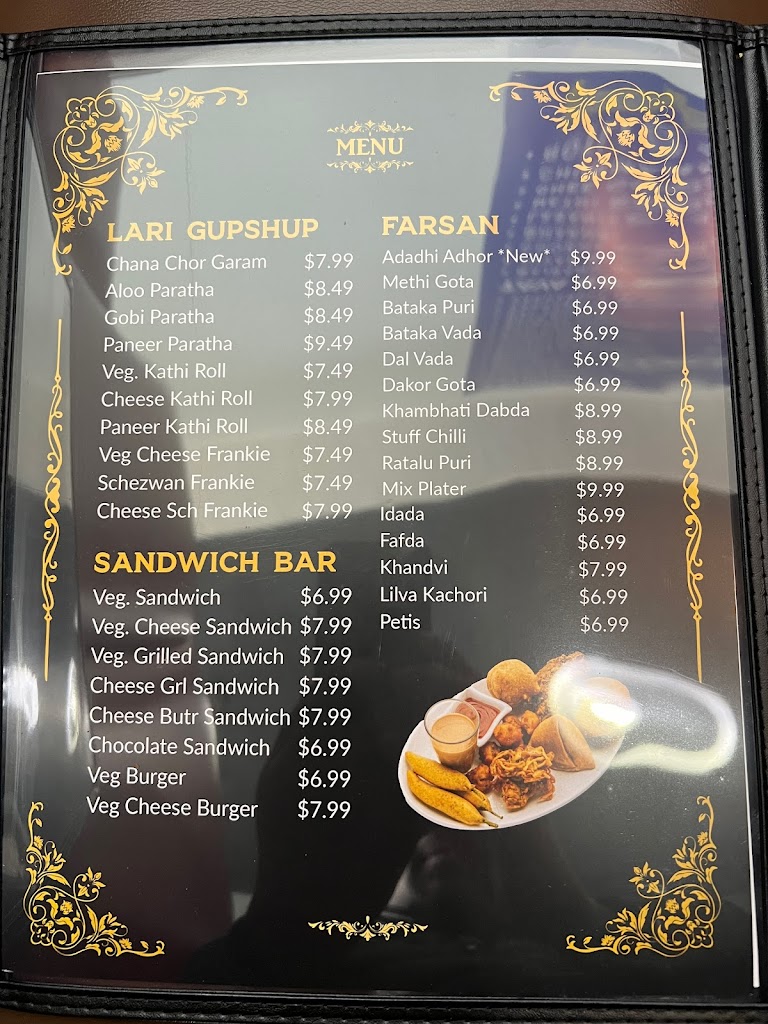 MENU
LARI GUPSHUP
Chana Chor Garam $7.99
Aloo Paratha $8.49
Gobi Paratha $8.49
Paneer Paratha $9.49
Veg. Kathi Roll $7.49
Cheese Kathi Roll $7.99
Paneer Kathi Roll $8.49
Veg Cheese Frankie $7.49
Schezwan Frankie $7.49
Cheese Sch Frankie $7.99
SANDWICH BAR
Veg. Sandwich $6.99
Veg. Cheese Sandwich $7.99
Veg. Grilled Sandwich $7.99
Cheese Grl Sandwich $7.99
Cheese Butr Sandwich $7.99
Chocolate Sandwich $6.99
Veg Burger $6.99
Veg Cheese Burger $7.99
FARSAN
Adadhi Adhor *New* $9.99
Methi Gota $6.99
Bataka Puri $6.99
Bataka Vada $6.99
Dal Vada $6.99
Dakor Gota $6.99
Khambhati Dabda $8.99
Stuff Chilli $8.99
Ratalu Puri $8.99
Mix Plater $9.99
Idada $6.99
Fafda $6.99
Khandvi $7.99
Lilva Kachori $6.99
Petis $6.99